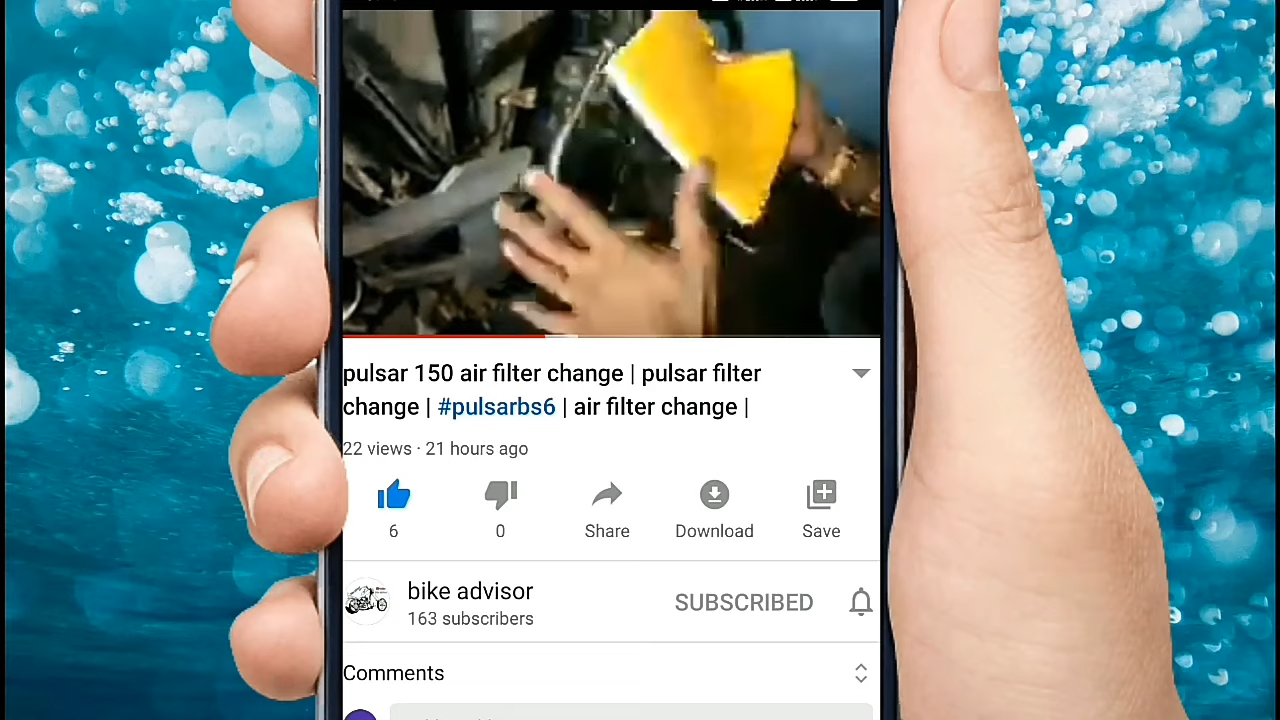 pulsar 150 air filter change | pulsar filter
change | #pulsarbs6 | air filter change |
22 views · 21 hours ago
6
0
Share
Download
Save
bike advisor
163 subscribers
SUBSCRIBED
Comments